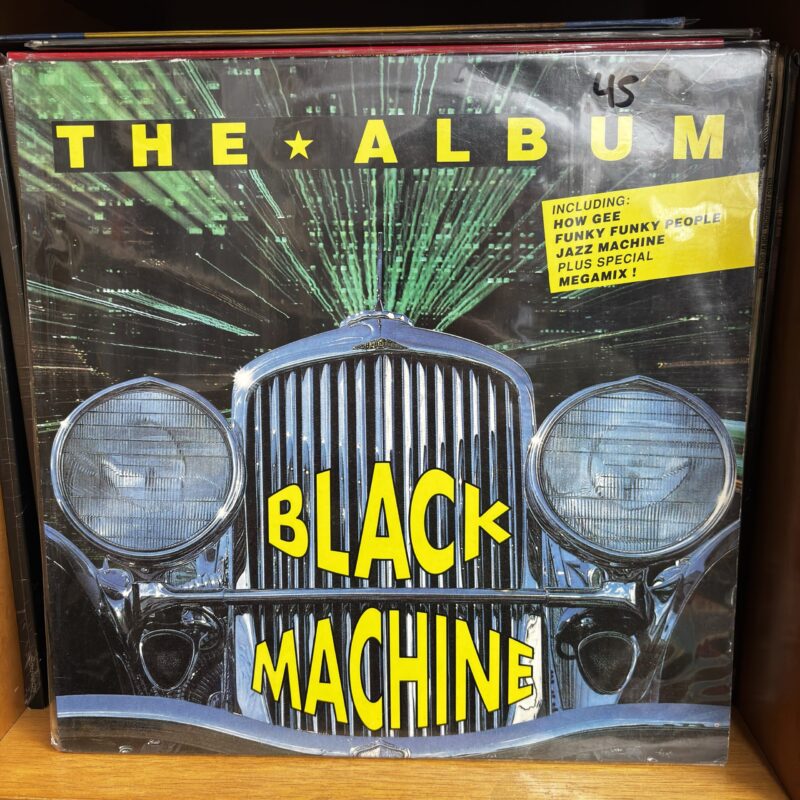 45
THE ★ ALBUM
INCLUDING:
HOW GEE
FUNKY FUNKY PEOPLE
JAZZ MACHINE
PLUS SPECIAL
MEGAMIX !
BLACK
MACHINE